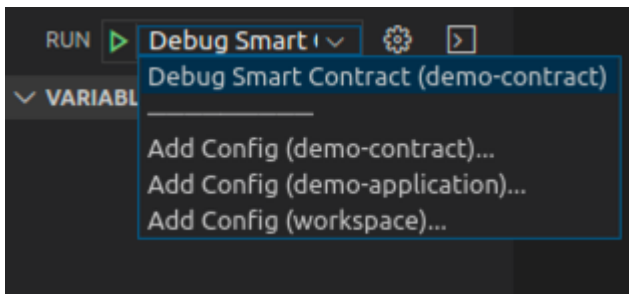 RUN Debug Smart
Debug Smart Contract (demo-contract)
VARIABL
Add Config (demo-contract)...
Add Config (demo-application)...
Add Config (workspace)...